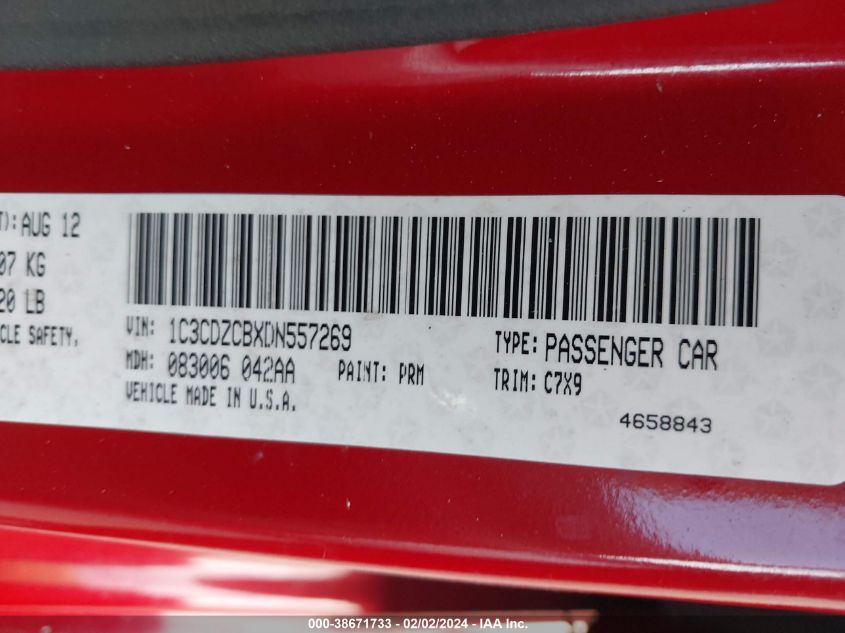 T): AUG 12
07 KG
20 LB
CLE SAFETY,
VIN: 1C3CDZCBXDN557269
TYPE: PASSENGER CAR
MDH: 083006 042AA
PAINT: PRM
TRIM: C7X9
VEHICLE MADE IN U.S.A.
4658843
000-38671733 - 02/02/2024 - IAA Inc.